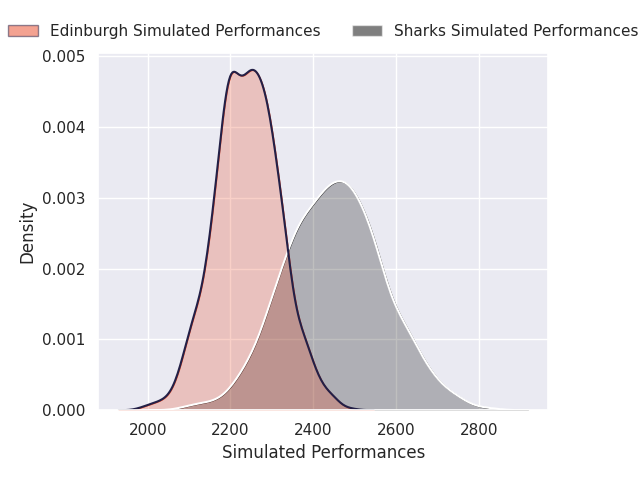 Edinburgh Simulated Performances
Sharks Simulated Performances
0.005
0.004
0.003
0.002
0.001
0.000
Density
2000
2200
2400
2600
2800
Simulated Performances